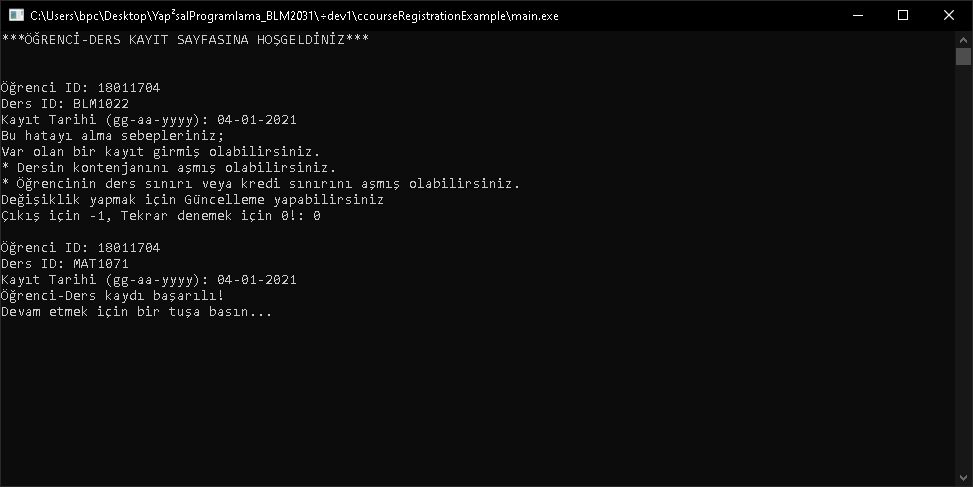 C:\Users\bpc\Desktop\Yap²salProgramlama_BLM2031\÷dev1\ccourseRegistrationExample\main.exe
***ÖĞRENCİ-DERS KAYIT SAYFASINA HOŞGELDİNİZ***
Öğrenci ID: 18011704
Ders ID: BLM1022
Kayıt Tarihi (gg-aa-yyyy): 04-01-2021
Bu hatayı alma sebepleriniz;
Var olan bir kayıt girmiş olabilirsiniz.
* Dersin kontenjanını aşmış olabilirsiniz.
* Öğrencinin ders sınırı veya kredi sınırını aşmış olabilirsiniz.
Değişiklik yapmak için Güncelleme yapabilirsiniz
Çıkış için -1, Tekrar denemek için 0!: 0
Öğrenci ID: 18011704
Ders ID: MAT1071
Kayıt Tarihi (gg-aa-yyyy): 04-01-2021
Öğrenci-Ders kaydı başarılı!
Devam etmek için bir tuşa basın...